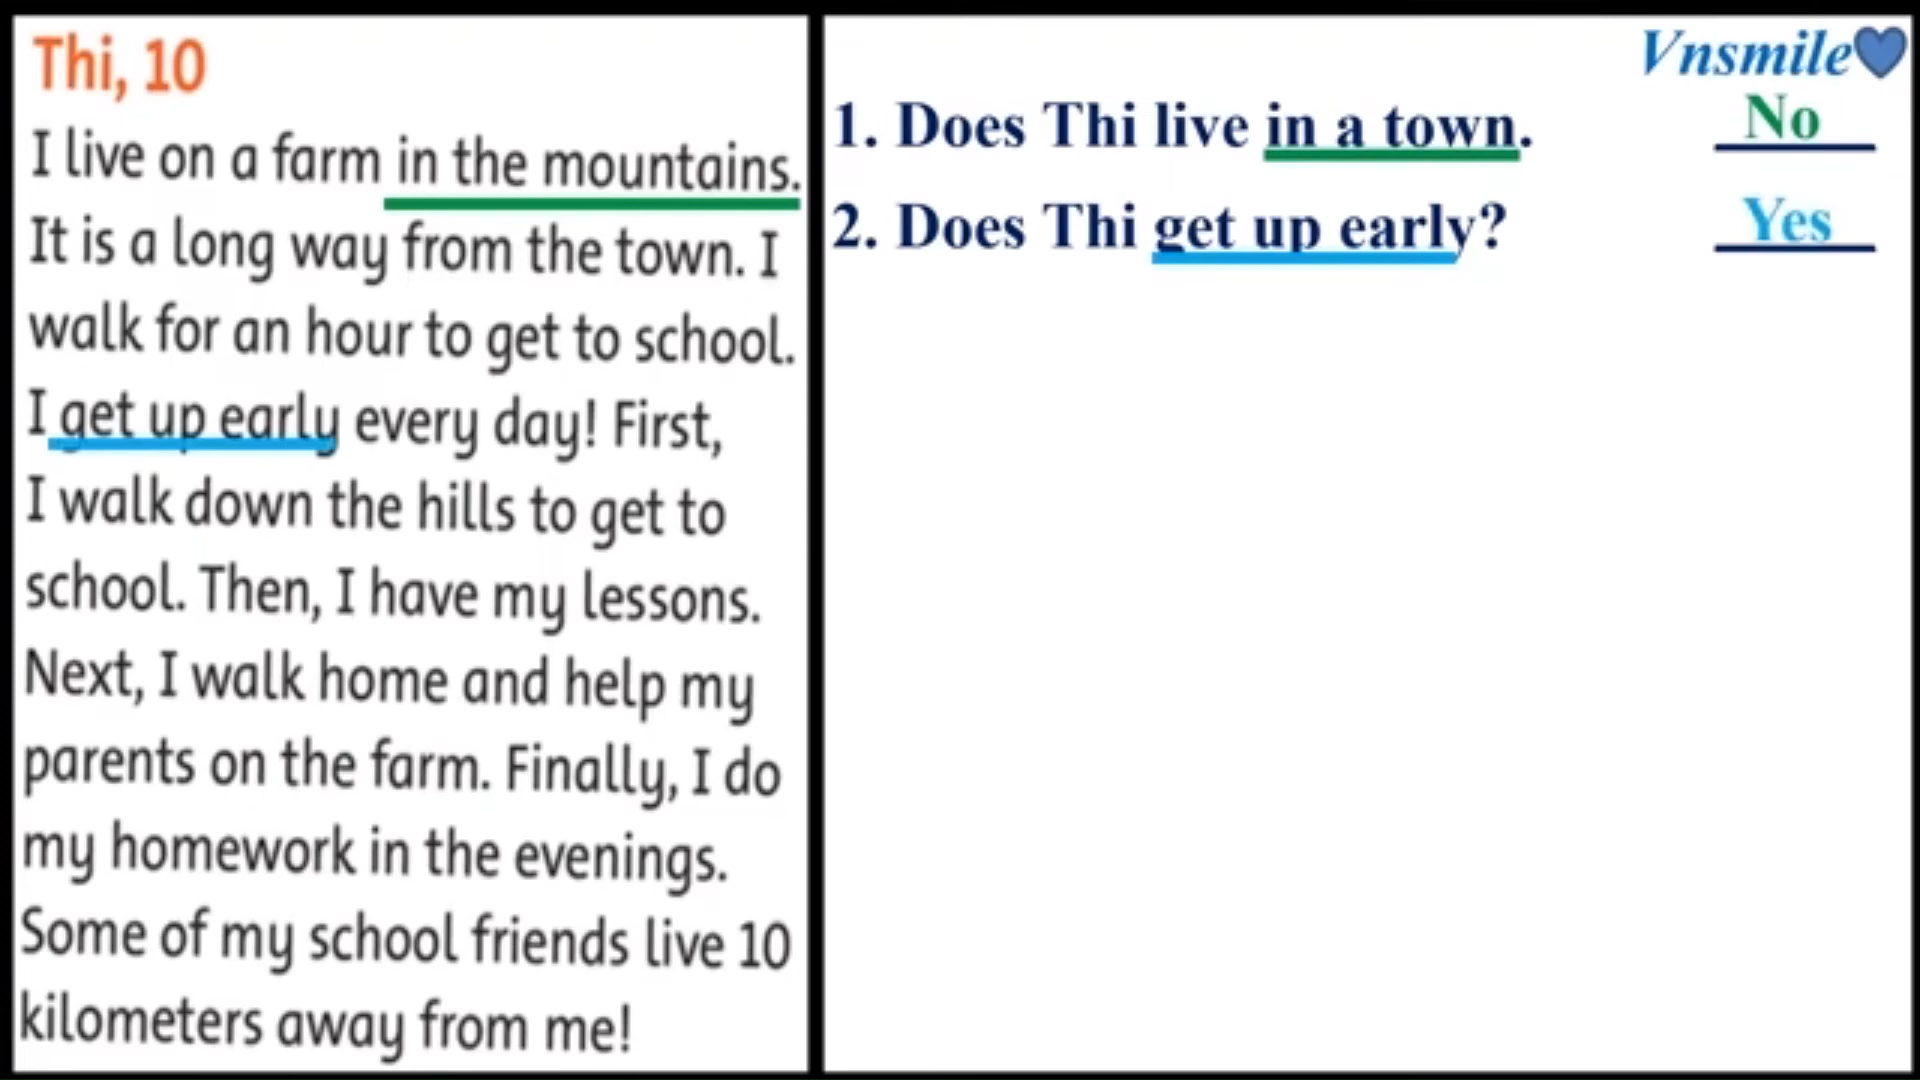 Thi, 10
I live on a farm in the mountains.
It is a long way from the town. I
walk for an hour to get to school.
I get up early every day! First,
I walk down the hills to get to
school. Then, I have my lessons.
Next, I walk home and help my
parents on the farm. Finally, I do
my homework in the evenings.
Some of my school friends live 10
kilometers away from me!
Vnsmile
1. Does Thi live in a town. No
2. Does Thi get up early? Yes